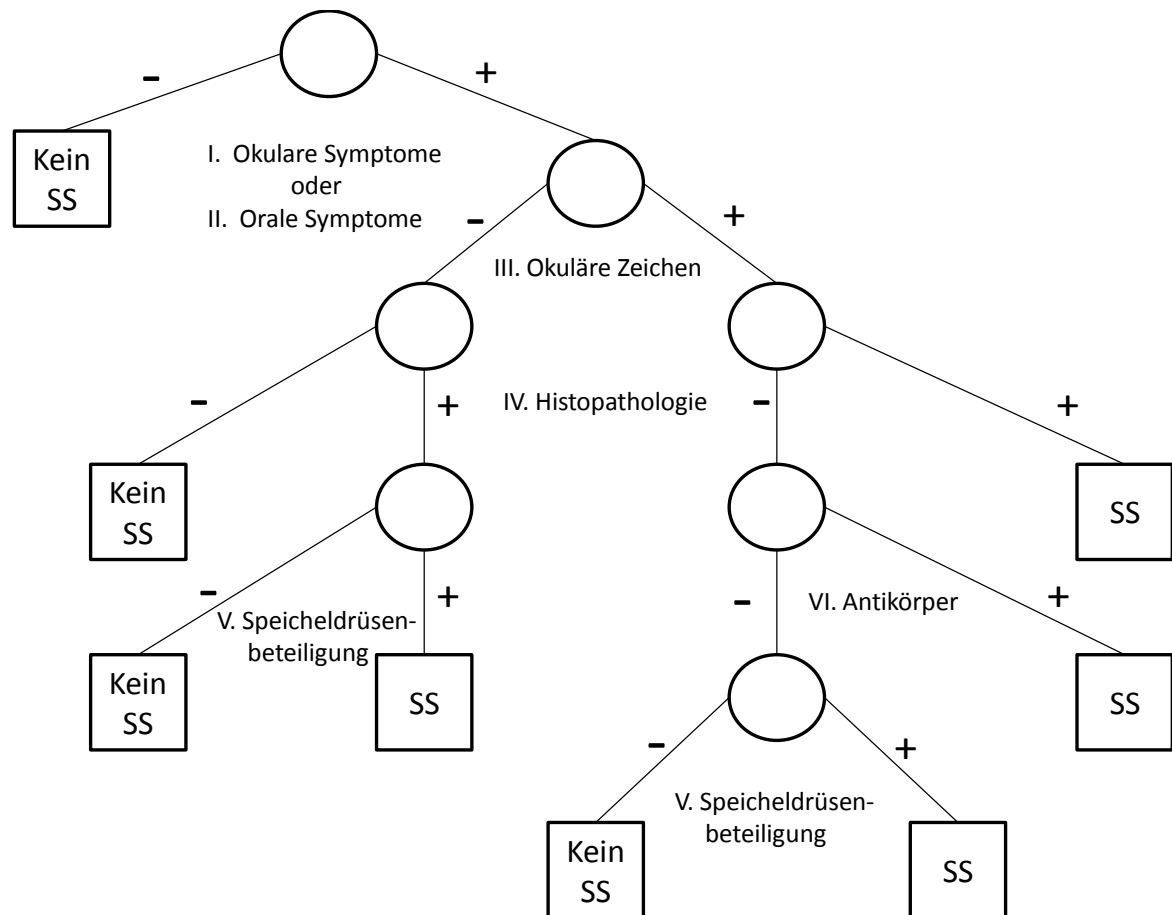 -
+
Kein
SS
I. Okulare Symptome
oder
II. Orale Symptome
-
+
III. Okuläre Zeichen
-
+
IV. Histopathologie
-
+
Kein
SS
SS
-
+
V. Speicheldrüsen-
beteiligung
-
VI. Antikörper
+
Kein
SS
SS
SS
-
+
V. Speicheldrüsen-
beteiligung
Kein
SS
SS